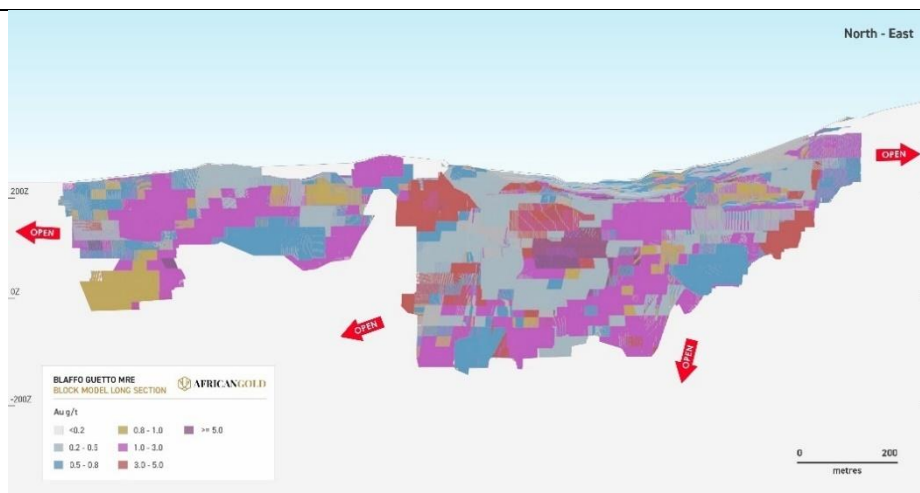 North - East
OPEN
200Z
OPEN
0Z
OPEN
OPEN
BLAFFO GUETTO MRE
BLOCK MODEL LONG SECTION
AFRICANGOLD
Au g/t
<0.2
0.8 - 1.0
>= 5.0
0.2 - 0.5
1.0 - 3.0
0.5 - 0.8
3.0 - 5.0
-200Z
0 200
metres